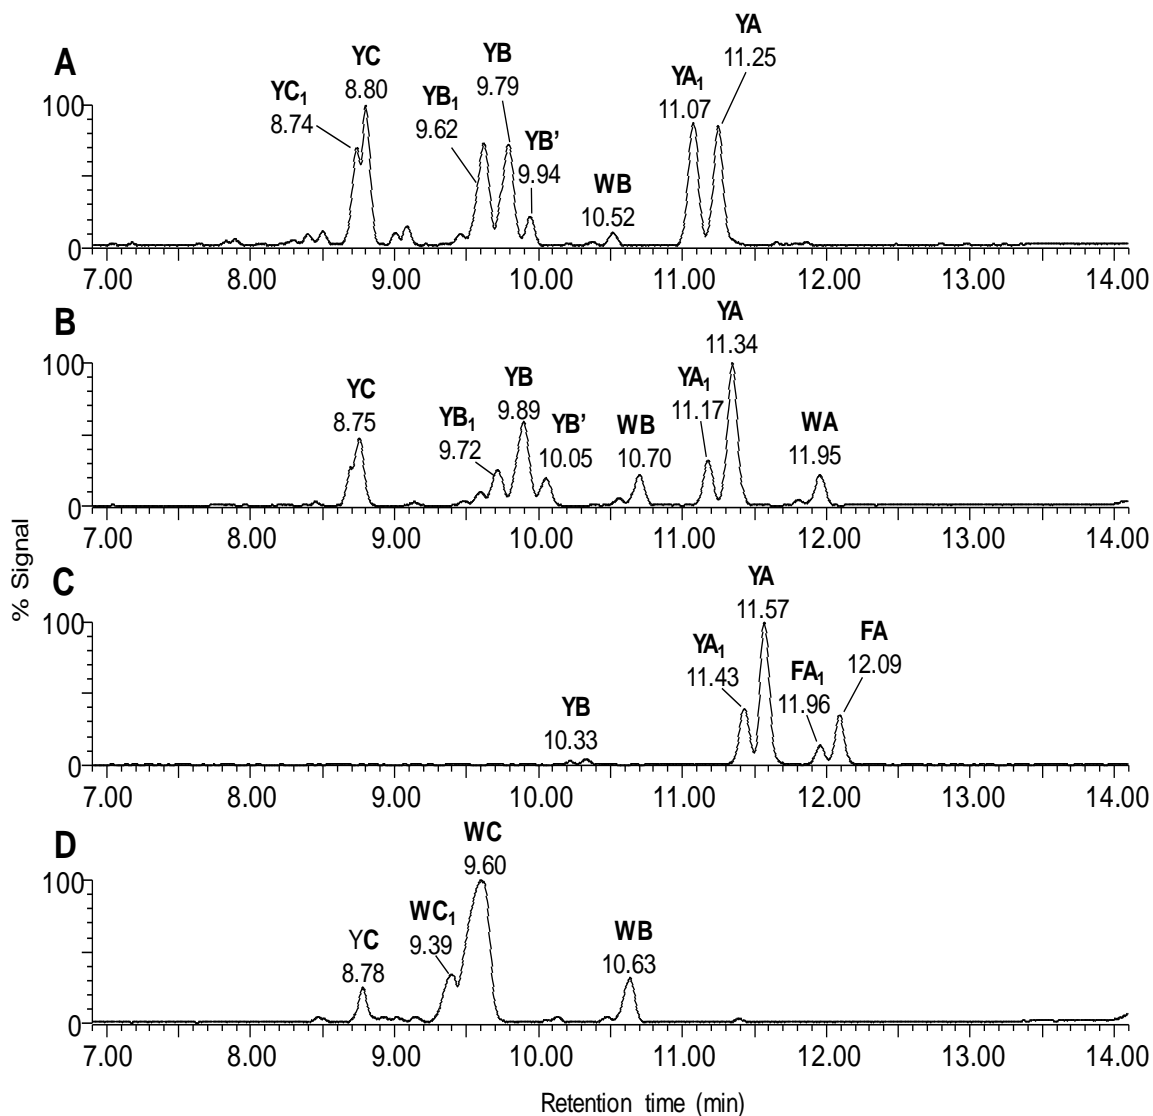 A
YC₁
8.74
YC
8.80
YB₁
9.62
YB
9.79
YB'
9.94
WB
10.52
YA₁
11.07
YA
11.25
100
0
7.00 8.00 9.00 10.00 11.00 12.00 13.00 14.00
B
YC
8.75
YB₁
9.72
YB
9.89
YB'
10.05
WB
10.70
YA₁
11.17
YA
11.34
WA
11.95
100
0
7.00 8.00 9.00 10.00 11.00 12.00 13.00 14.00
% Signal
C
YB
10.33
YA₁
11.43
YA
11.57
FA₁
11.96
FA
12.09
100
0
7.00 8.00 9.00 10.00 11.00 12.00 13.00 14.00
D
YC
8.78
WC₁
9.39
WC
9.60
WB
10.63
100
0
7.00 8.00 9.00 10.00 11.00 12.00 13.00 14.00
Retention time (min)